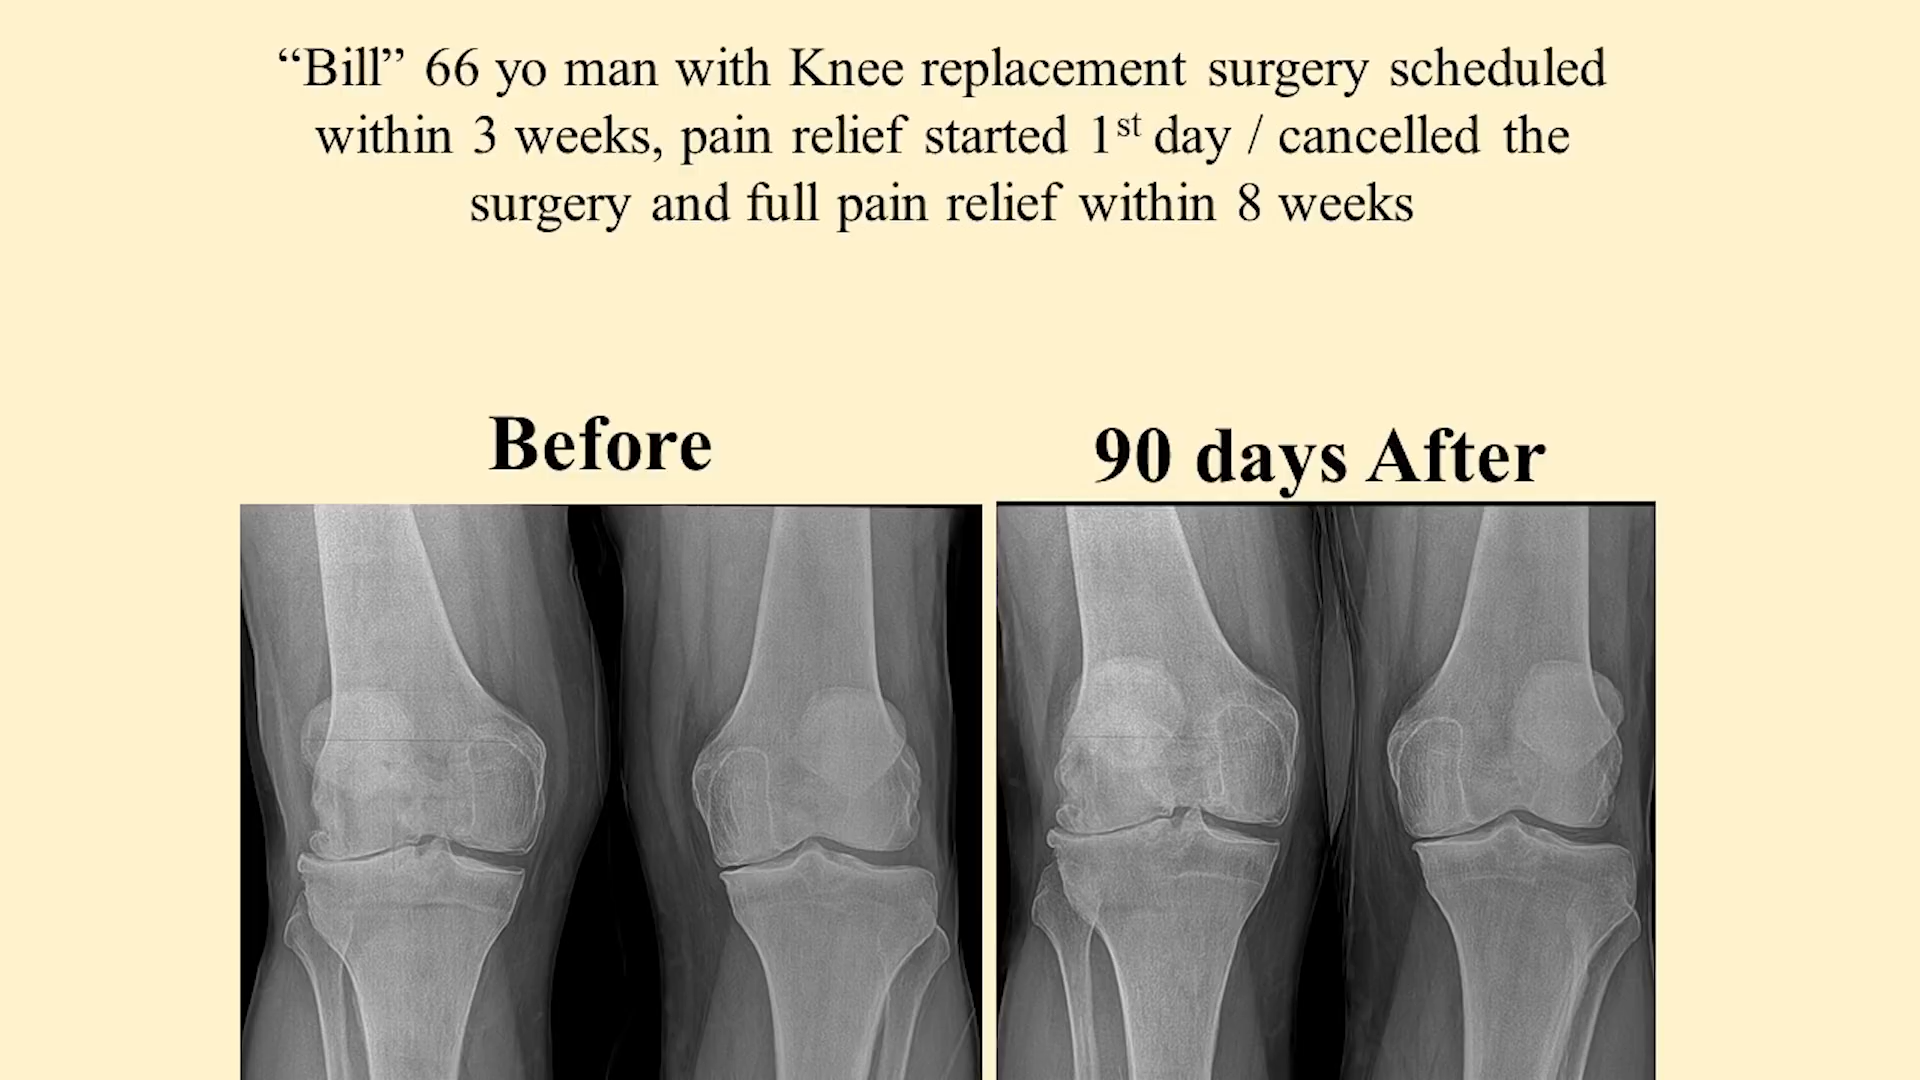 “Bill” 66 yo man with Knee replacement surgery scheduled
within 3 weeks, pain relief started 1st day / cancelled the
surgery and full pain relief within 8 weeks
Before
90 days After